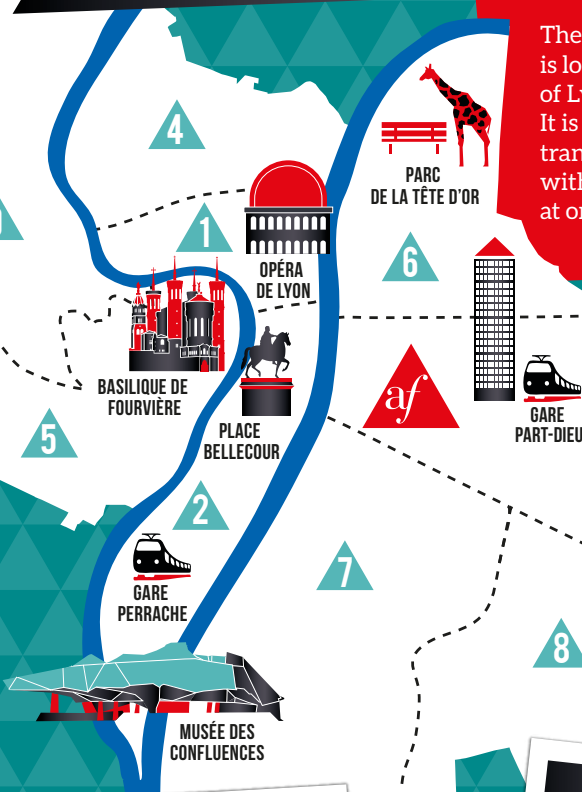 The
is lo
of Ly
It is
tran
with
at or
4
PARC
DE LA TÊTE D'OR
1
OPÉRA
DE LYON
6
BASILIQUE DE
FOURVIÈRE
af
GARE
PART-DIEU
5
PLACE
BELLECOUR
2
7
GARE
PERRACHE
8
MUSÉE DES
CONFLUENCES